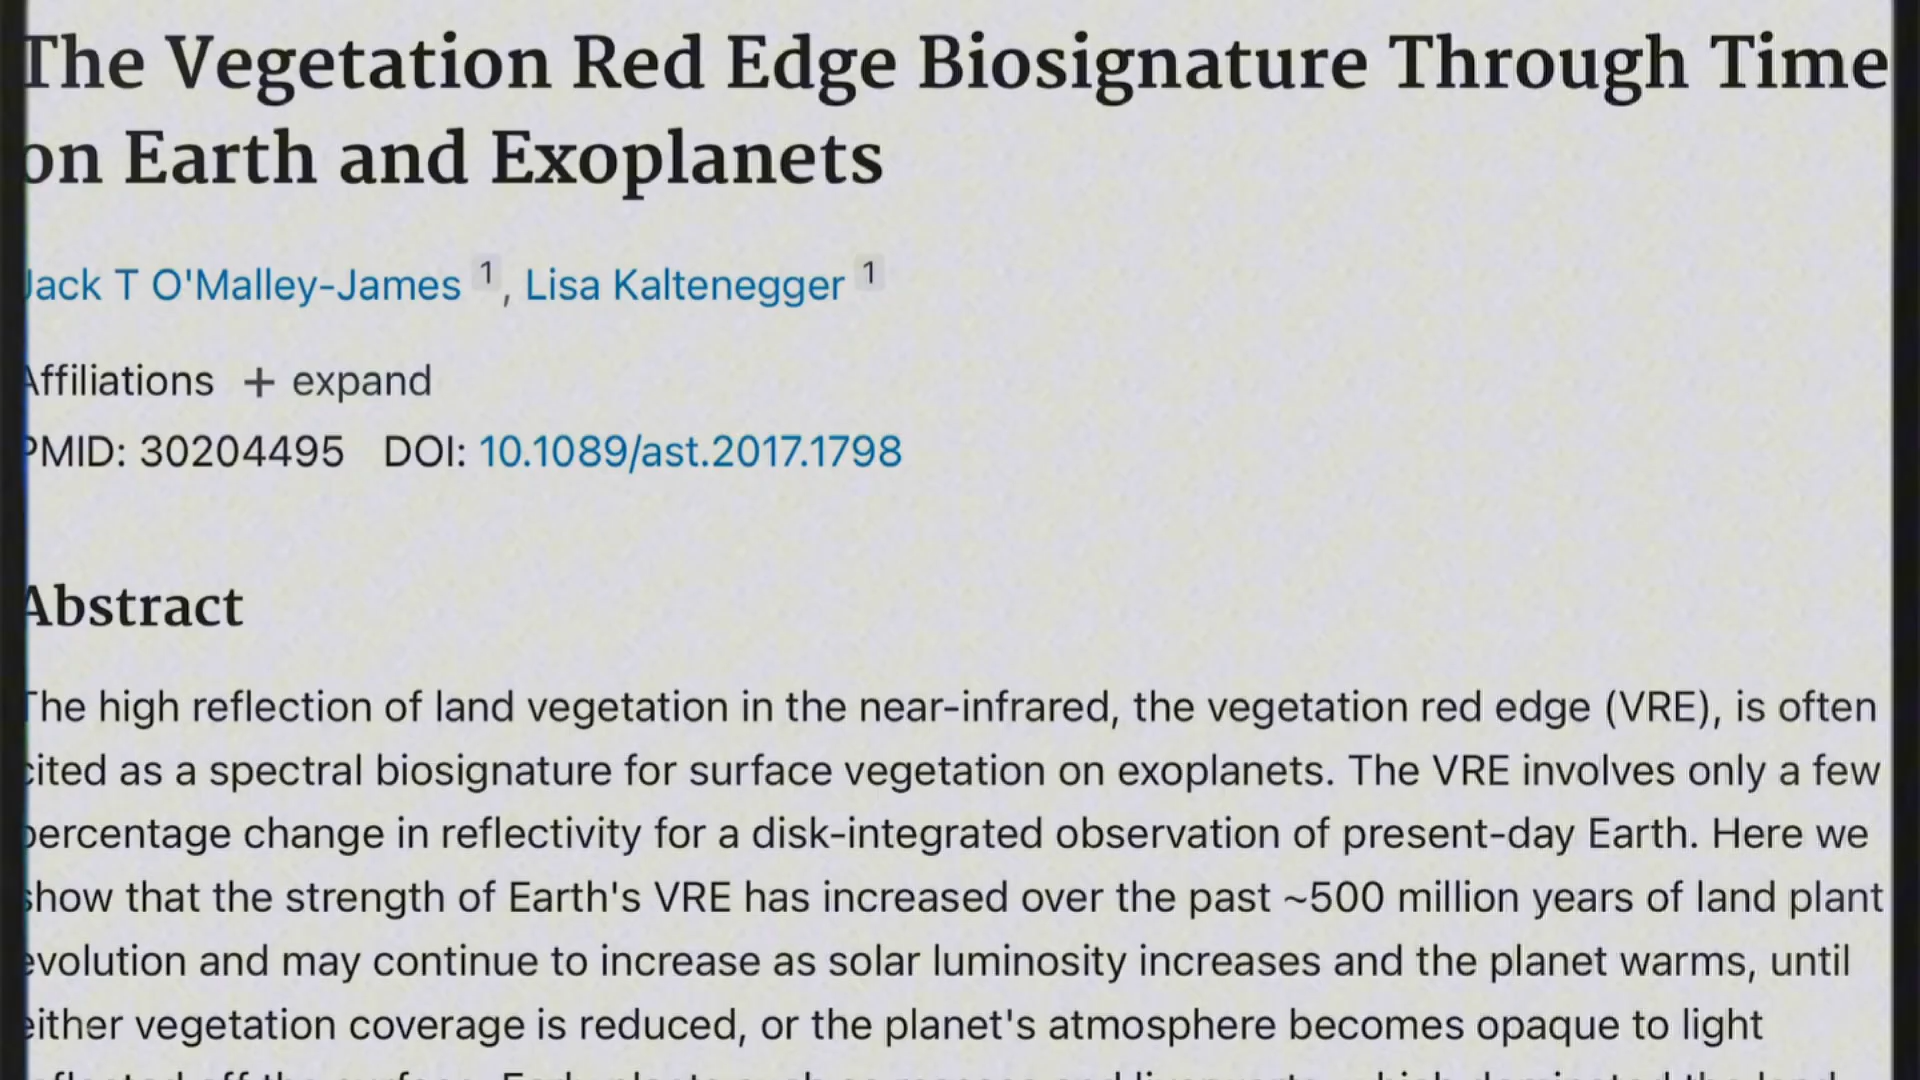 The Vegetation Red Edge Biosignature Through Time
on Earth and Exoplanets
Jack T O'Malley-James 1, Lisa Kaltenegger 1
Affiliations + expand
PMID: 30204495 DOI: 10.1089/ast.2017.1798
Abstract
The high reflection of land vegetation in the near-infrared, the vegetation red edge (VRE), is often
cited as a spectral biosignature for surface vegetation on exoplanets. The VRE involves only a few
percentage change in reflectivity for a disk-integrated observation of present-day Earth. Here we
show that the strength of Earth's VRE has increased over the past ~500 million years of land plant
evolution and may continue to increase as solar luminosity increases and the planet warms, until
either vegetation coverage is reduced, or the planet's atmosphere becomes opaque to light